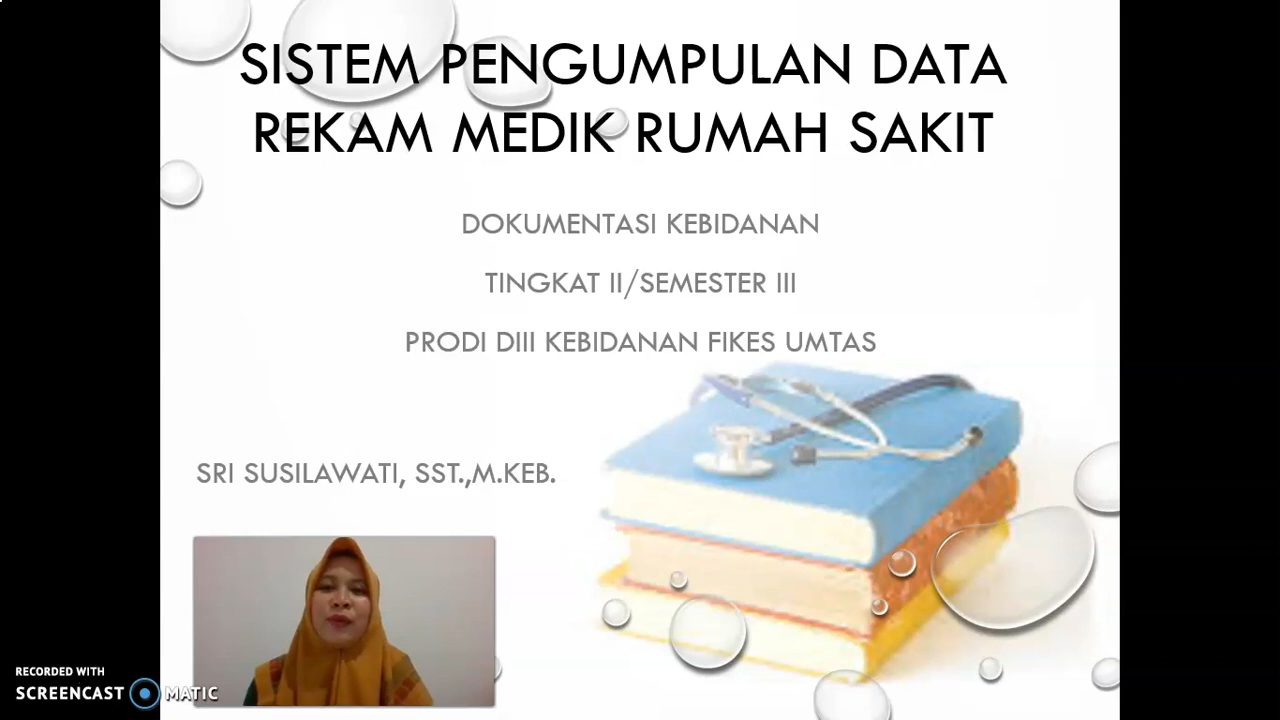 SISTEM PENGUMPULAN DATA
REKAM MEDIK RUMAH SAKIT
DOKUMENTASI KEBIDANAN
TINGKAT II/SEMESTER III
PRODI DIII KEBIDANAN FIKES UMTAS
SRI SUSILAWATI, SST.,M.KEB.
RECORDED WITH
SCREENCAST MATIC